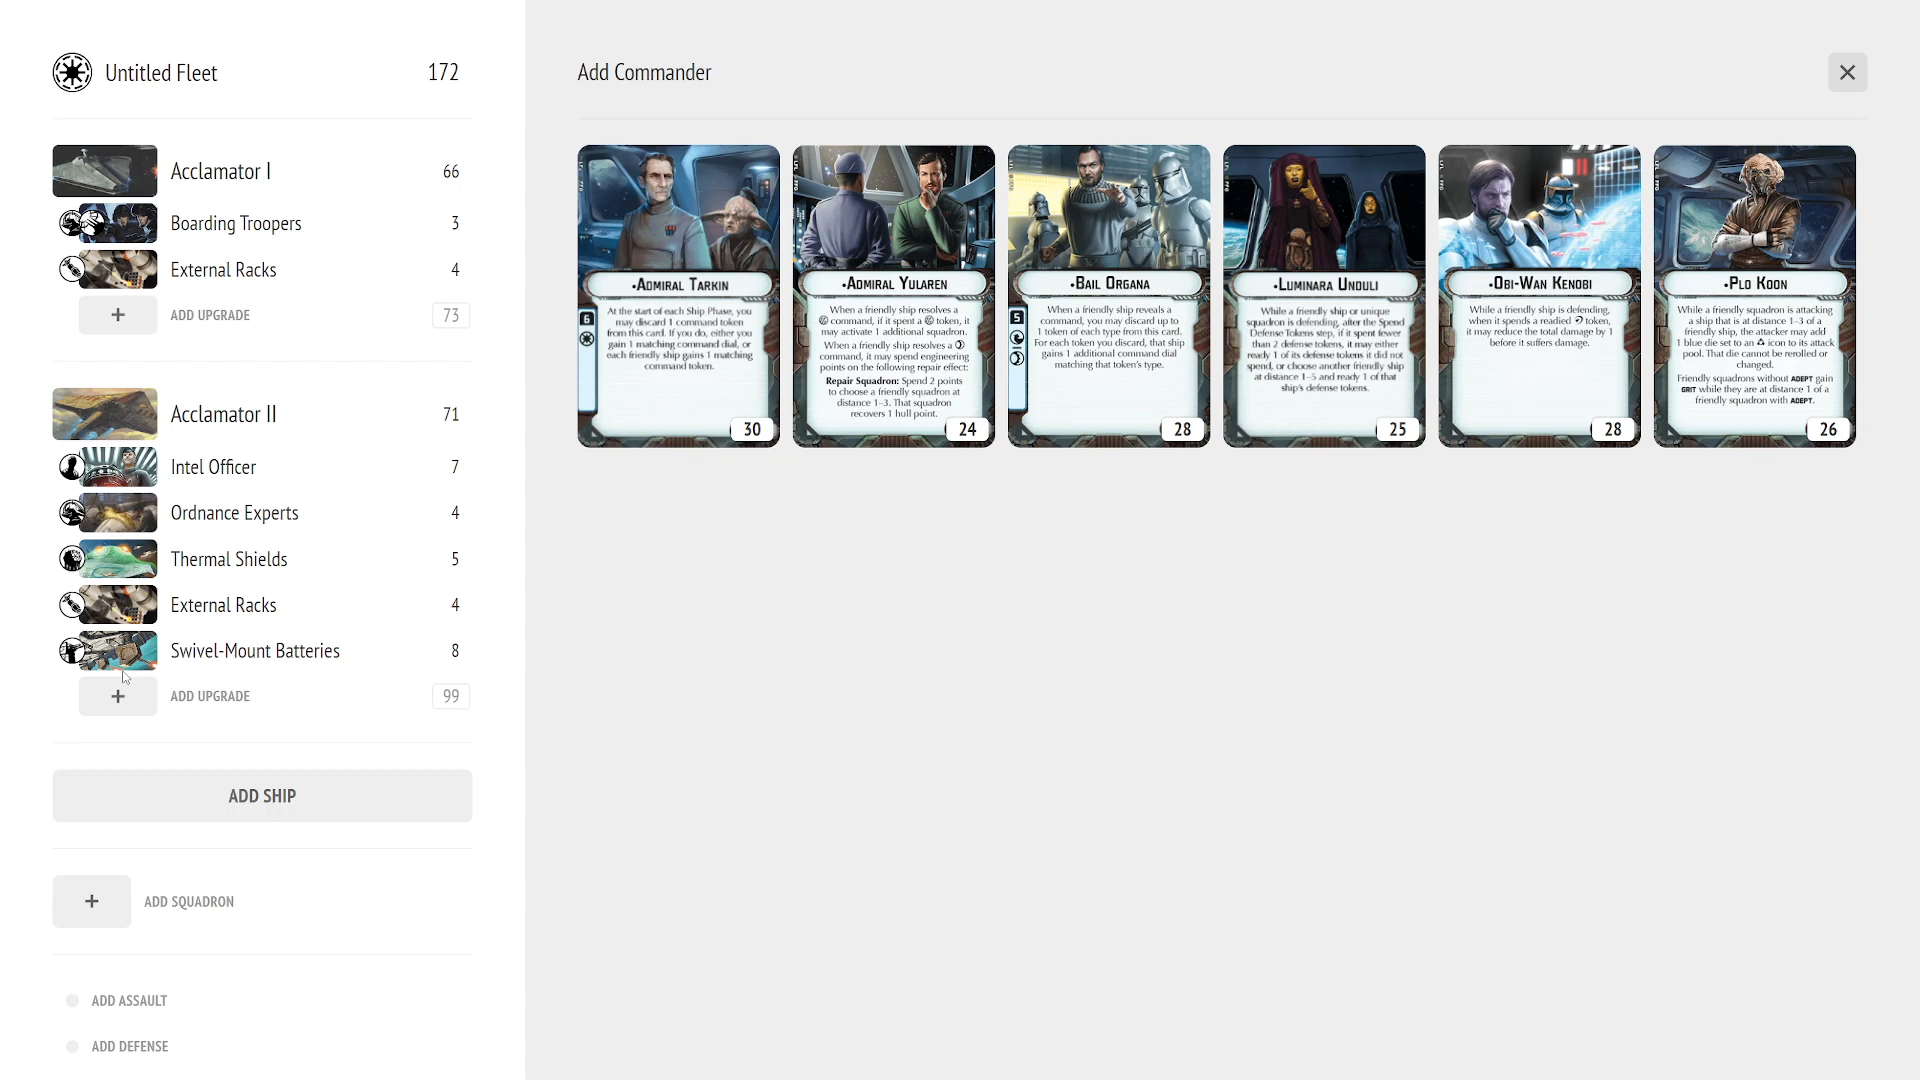 Untitled Fleet 172
Acclamator I 66
Boarding Troopers 3
External Racks 4
+ ADD UPGRADE 73
Acclamator II 71
Intel Officer 7
Ordnance Experts 4
Thermal Shields 5
External Racks 4
Swivel-Mount Batteries 8
+ ADD UPGRADE 99
ADD SHIP
+ ADD SQUADRON
ADD ASSAULT
ADD DEFENSE
Add Commander
•ADMIRAL TARKIN
6
At the start of each Ship Phase, you
may discard 1 command token
from this card. If you do, either you
gain 1 matching command dial, or
each friendly ship gains 1 matching
command token.
30
•ADMIRAL YULAREN
When a friendly ship resolves a
command, if it spent a token, it
may activate 1 additional squadron.
When a friendly ship resolves a
command, it may spend engineering
points on the following repair effect:
Repair Squadron: Spend 2 points
to choose a friendly squadron at
distance 1–3. That squadron
recovers 1 hull point.
24
•BAIL ORGANA
5
When a friendly ship reveals a
command, you may discard up to
1 token of each type from this card.
For each token you discard, that ship
gains 1 additional command dial
matching that token's type.
28
•LUMINARA UNDULI
While a friendly ship or unique
squadron is defending, after the Spend
Defense Tokens step, if it spent fewer
than 2 defense tokens, it may either
ready 1 of its defense tokens it did not
spend, or choose another friendly ship
at distance 1–5 and ready 1 of that
ship's defense tokens.
25
•OBI-WAN KENOBI
While a friendly ship is defending,
when it spends a readied token,
it may reduce the total damage by 1
before it suffers damage.
28
•PLO KOON
While a friendly squadron is attacking
a ship that is at distance 1–3 of a
friendly ship, the attacker may add
1 blue die set to an icon to its attack
pool. That die cannot be rerolled or
changed.
Friendly squadrons without ADEPT gain
GRIT while they are at distance 1 of a
friendly squadron with ADEPT.
26